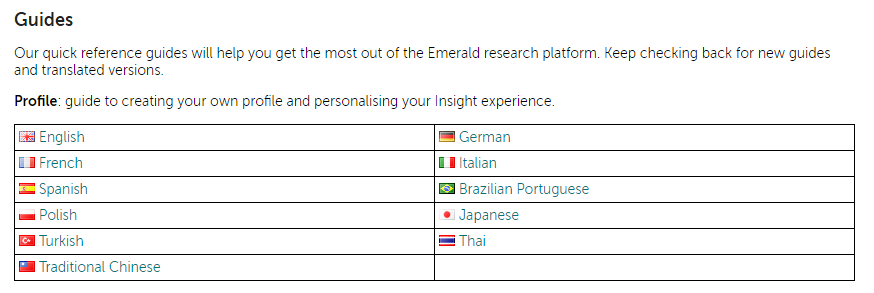 Guides
Our quick reference guides will help you get the most out of the Emerald research platform. Keep checking back for new guides
and translated versions.
Profile: guide to creating your own profile and personalising your Insight experience.
English
German
French
Italian
Spanish
Brazilian Portuguese
Polish
Japanese
Turkish
Thai
Traditional Chinese